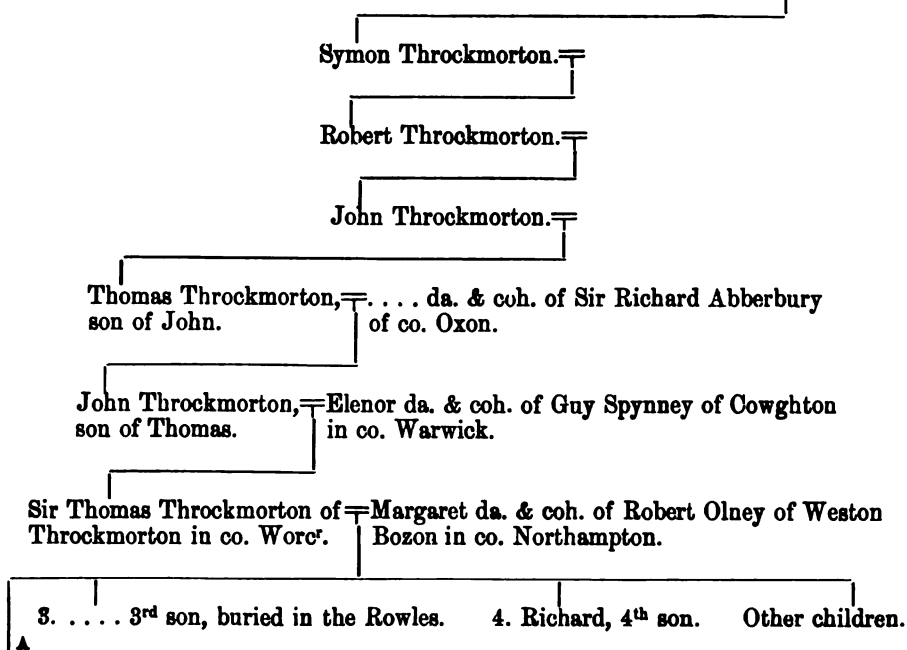 Symon Throckmorton.
Robert Throckmorton.
John Throckmorton.
Thomas Throckmorton, . . . . da. & coh. of Sir Richard Abberbury
son of John. of co. Oxon.
John Throckmorton, Elenor da. & coh. of Guy Spynney of Cowghton
son of Thomas. in co. Warwick.
Sir Thomas Throckmorton of Margaret da. & coh. of Robert Olney of Weston
Throckmorton in co. Worcʳ. Bozon in co. Northampton.
3. . . . . 3ʳᵈ son, buried in the Rowles. 4. Richard, 4ᵗʰ son. Other children.